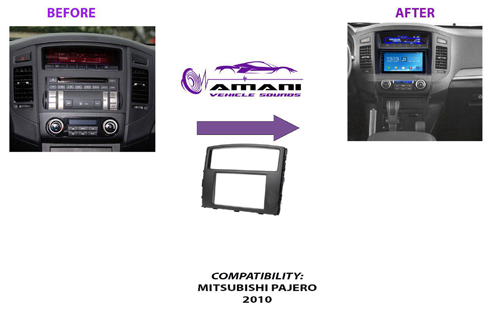 BEFORE
AFTER
AMANI
VEHICLE SOUNDS
COMPATIBILITY:
MITSUBISHI PAJERO
2010